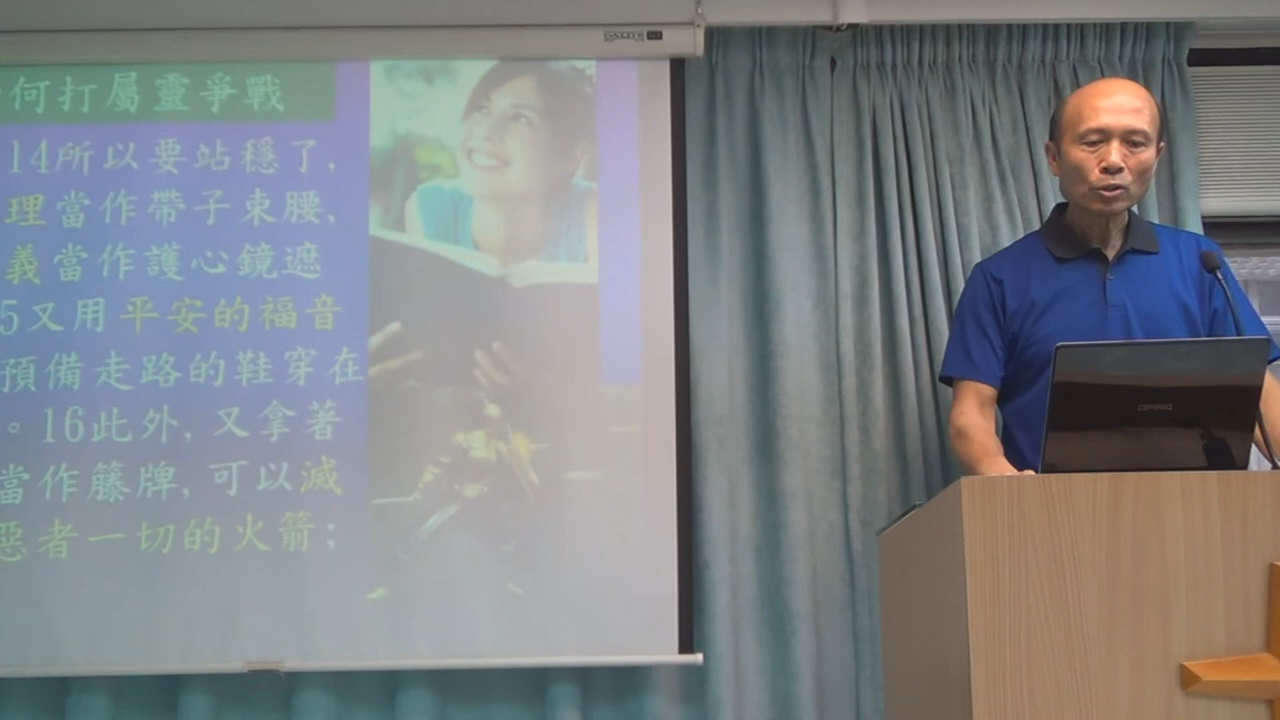 何打屬靈爭戰
14所以要站穩了,
理當作帶子束腰,
義當作護心鏡遮
5又用平安的福音
預備走路的鞋穿在
。16此外, 又拿著
當作籐牌, 可以滅
惡者一切的火箭;
DA-LITE
COMPAQ